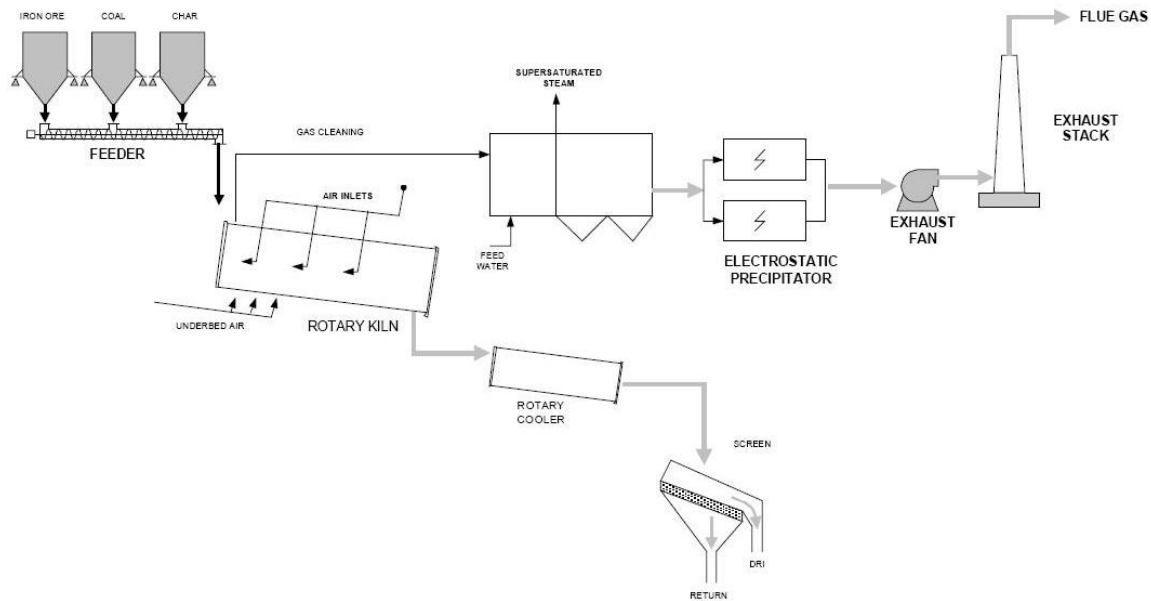 IRON ORE
COAL
CHAR
FEEDER
GAS CLEANING
SUPERSATURATED
STEAM
FLUE GAS
EXHAUST
STACK
AIR INLETS
FEED
WATER
ELECTROSTATIC
PRECIPITATOR
EXHAUST
FAN
UNDERBED AIR
ROTARY KILN
ROTARY
COOLER
SCREEN
DRI
RETURN